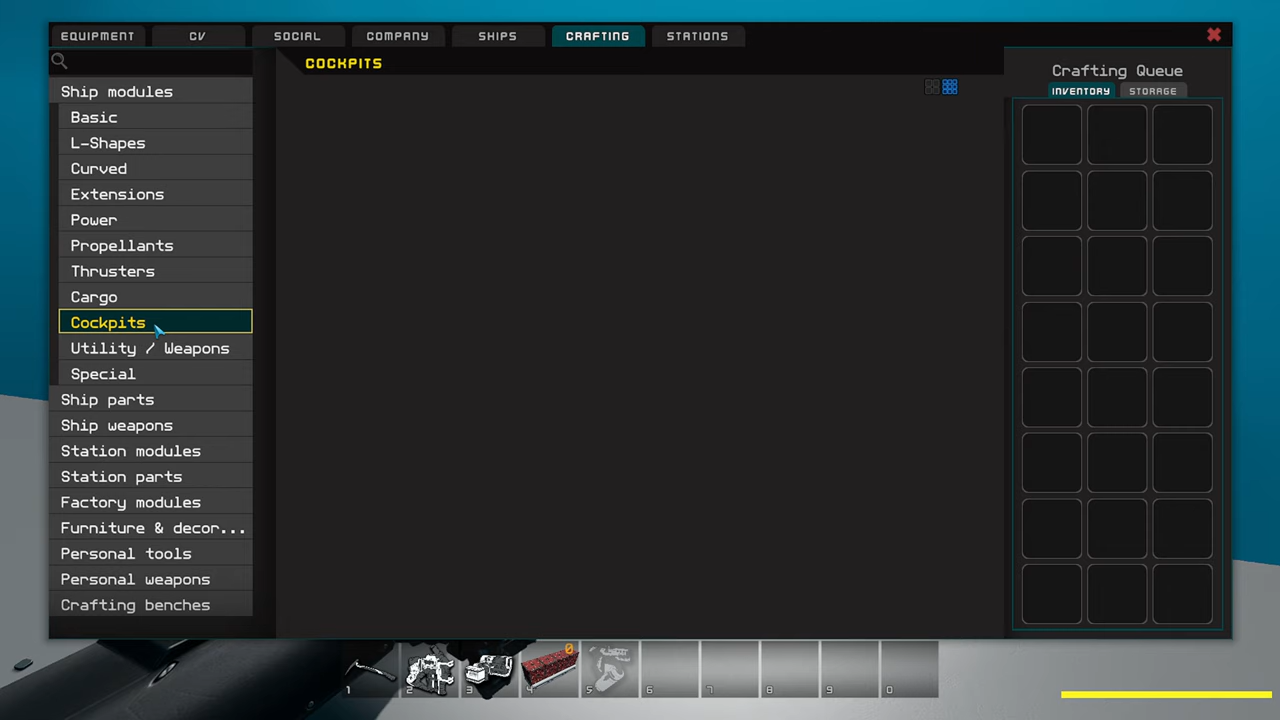 EQUIPMENT
CV
SOCIAL
COMPANY
SHIPS
CRAFTING
STATIONS
COCKPITS
Ship modules
Basic
L-Shapes
Curved
Extensions
Power
Propellants
Thrusters
Cargo
Cockpits
Utility / Weapons
Special
Ship parts
Ship weapons
Station modules
Station parts
Factory modules
Furniture & decor...
Personal tools
Personal weapons
Crafting benches
Crafting Queue
INVENTORY
STORAGE
0
1
2
3
4
5
6
7
8
9
0